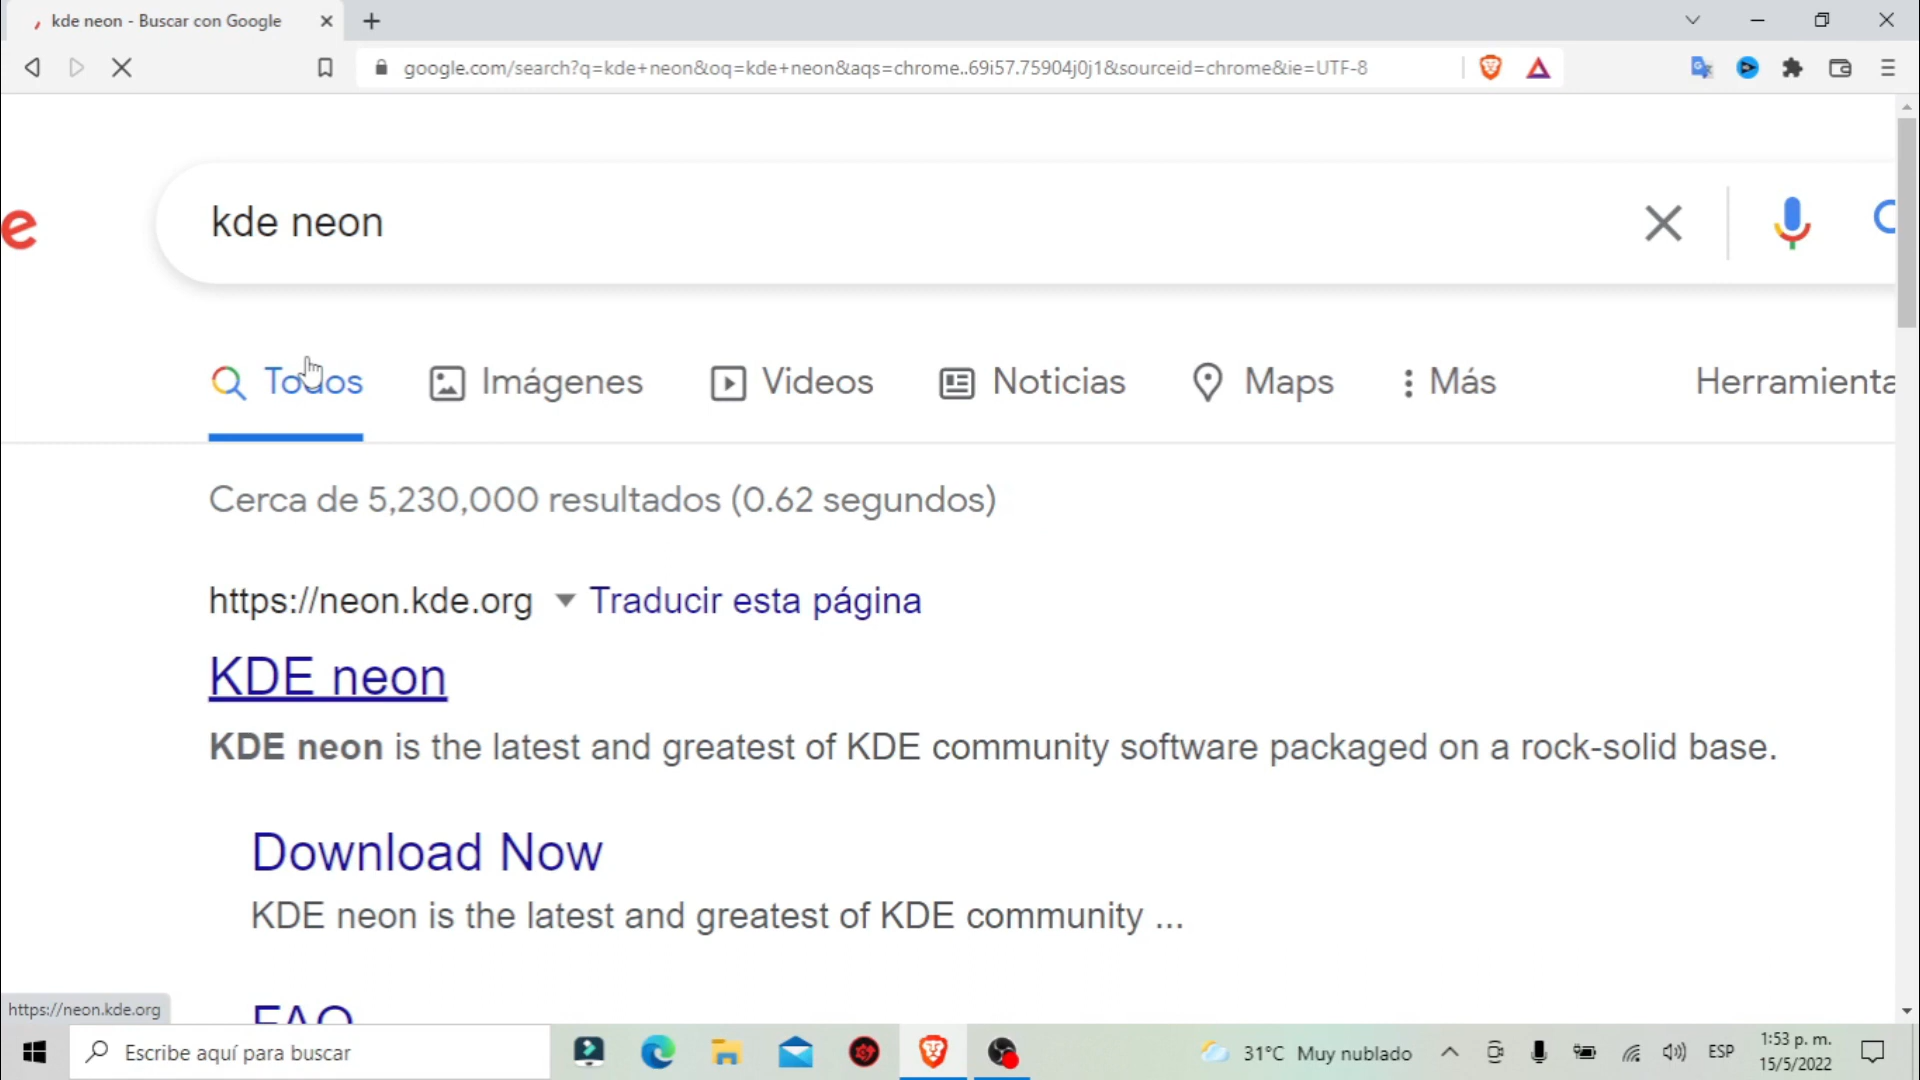 kde neon - Buscar con Google
google.com/search?q=kde+neon&oq=kde+neon&aqs=chrome..69i57.75904j0j1&sourceid=chrome&ie=UTF-8
e
kde neon
Todos Imágenes Videos Noticias Maps Más Herramienta
Cerca de 5,230,000 resultados (0.62 segundos)
https://neon.kde.org Traducir esta página
KDE neon
KDE neon is the latest and greatest of KDE community software packaged on a rock-solid base.
Download Now
KDE neon is the latest and greatest of KDE community ...
FAQ
https://neon.kde.org
Escribe aquí para buscar 31°C Muy nublado ESP 1:53 p. m.
15/5/2022